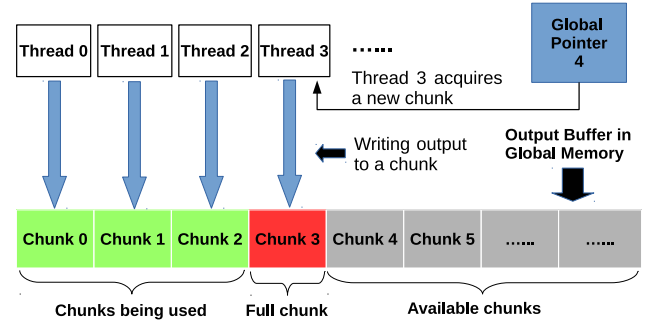 Thread 0 Thread 1 Thread 2 Thread 3 ...... Global
Pointer
4
Thread 3 acquires
a new chunk
Writing output
to a chunk
Output Buffer in
Global Memory
Chunk 0 Chunk 1 Chunk 2 Chunk 3 Chunk 4 Chunk 5 ...... ......
Chunks being used Full chunk Available chunks